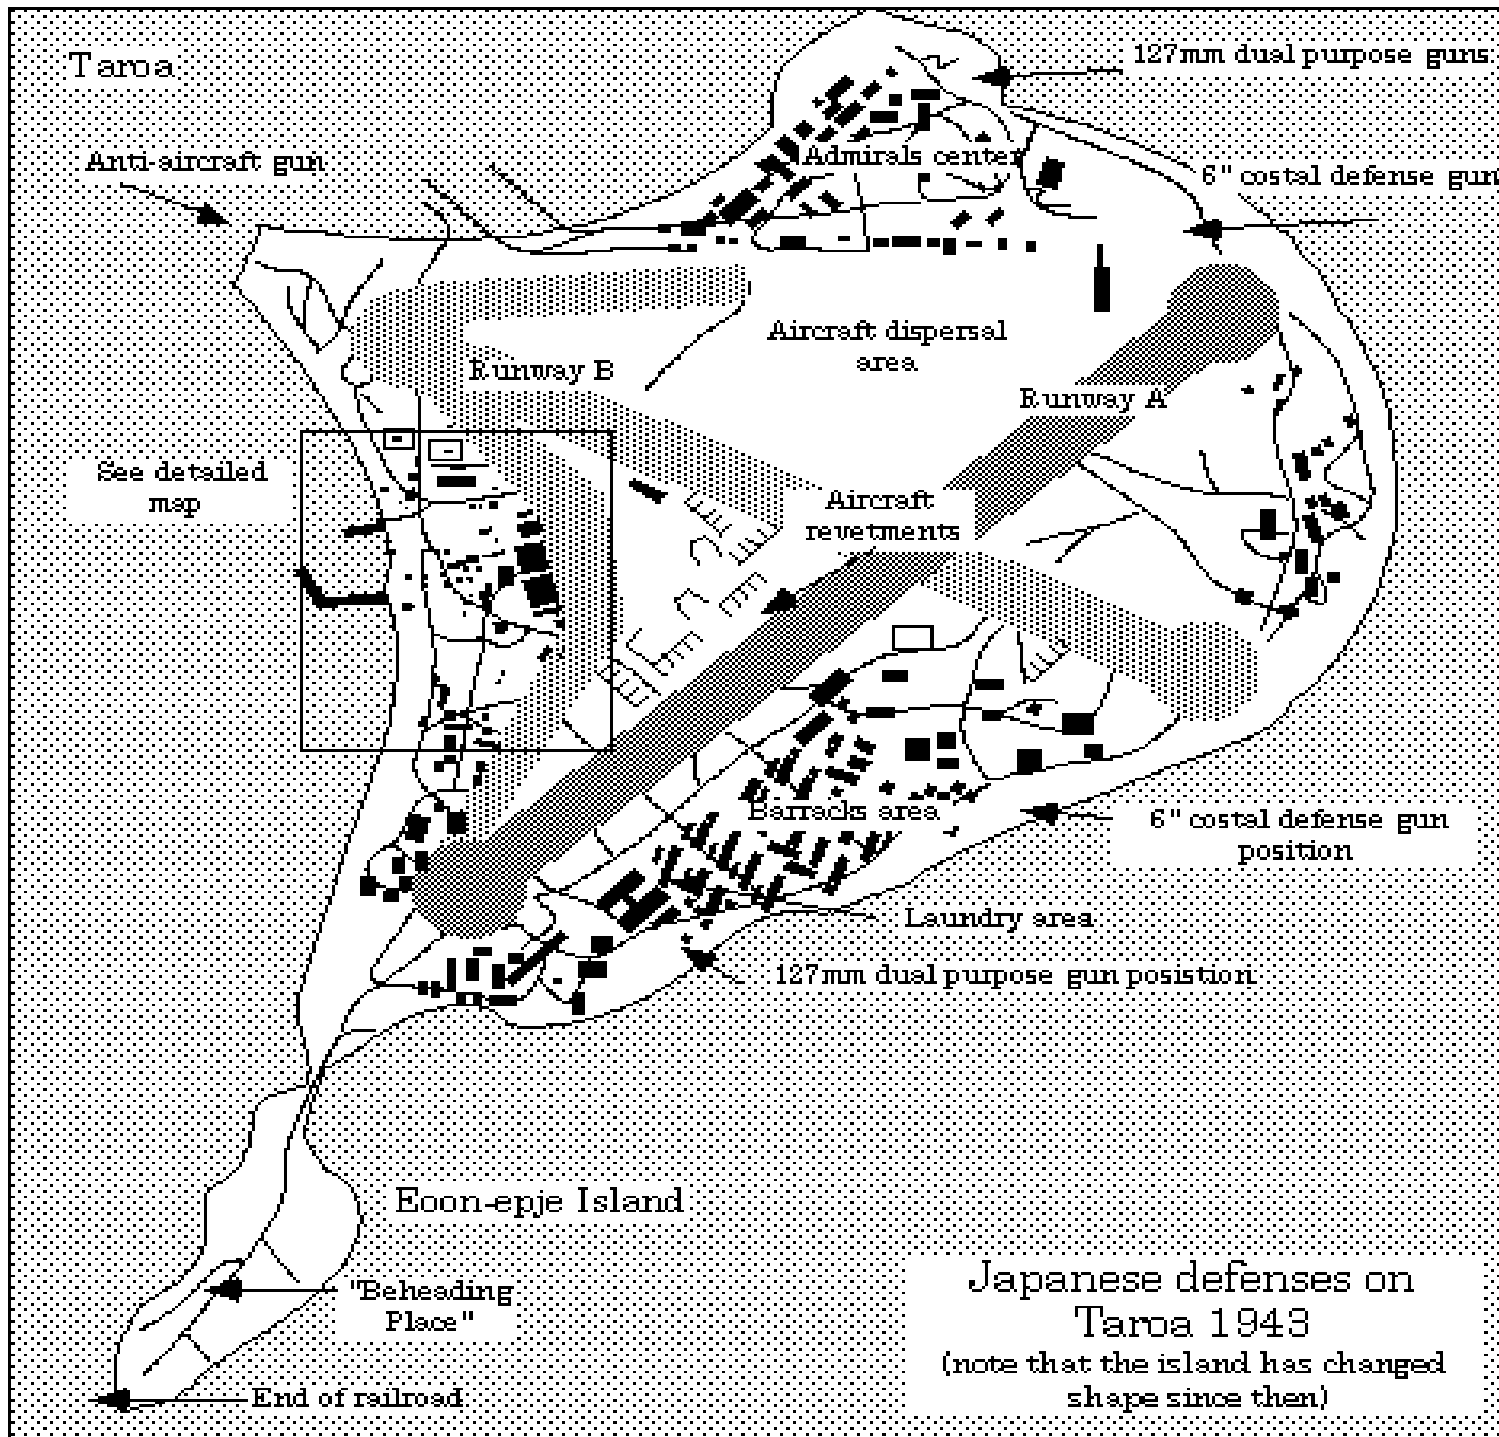 Taroa
127mm dual purpose guns
Anti-aircraft gun
Admirals center
6" costal defense gun
Aircraft dispersal
area
Runway B
Runway A
See detailed
map
Aircraft
revetments
Barracks area
6" costal defense gun
position
Laundry area
127mm dual purpose gun posistion
Eoon-epje Island
"Beheading
Place"
End of railroad
Japanese defenses on
Taroa 1943
(note that the island has changed
shape since then)